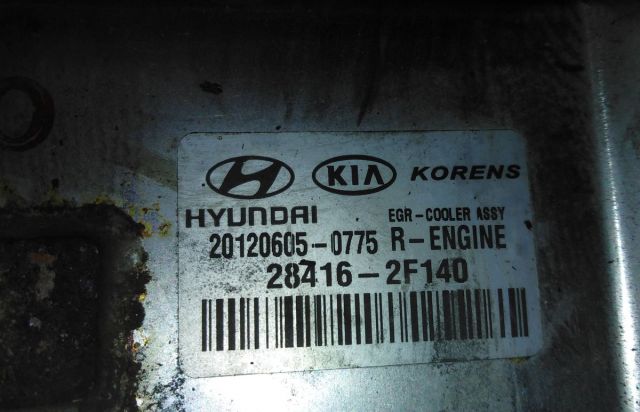 KIA KORENS
HYUNDAI EGR-COOLER ASSY
20120605-0775 R-ENGINE
28416-2F140